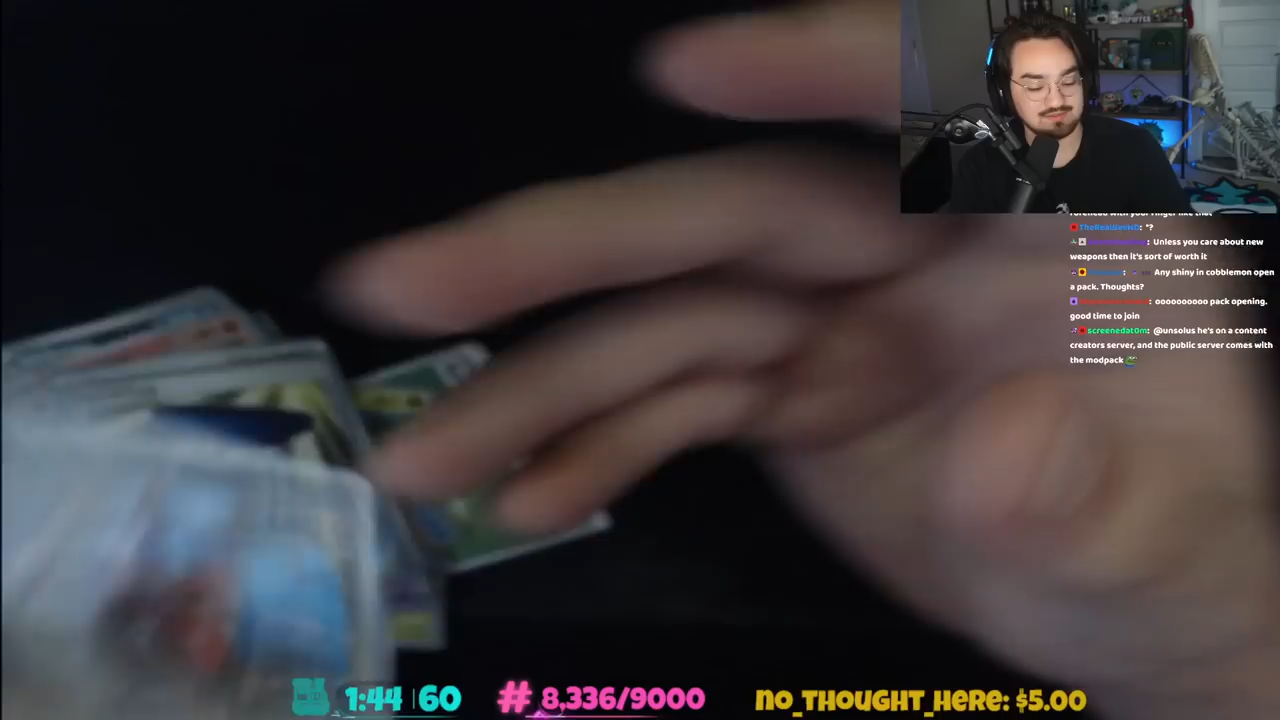 : "?
: Unless you care about new
weapons then it's sort of worth it
: Any shiny in cobblemon open
a pack. Thoughts?
: oooooooooo pack opening.
good time to join
screenedat0m: @unsolus he's on a content
creators server, and the public server comes with
the modpack
1:44 | 60
# 8,336/9000
NO_THOUGHT_HERE: $5.00